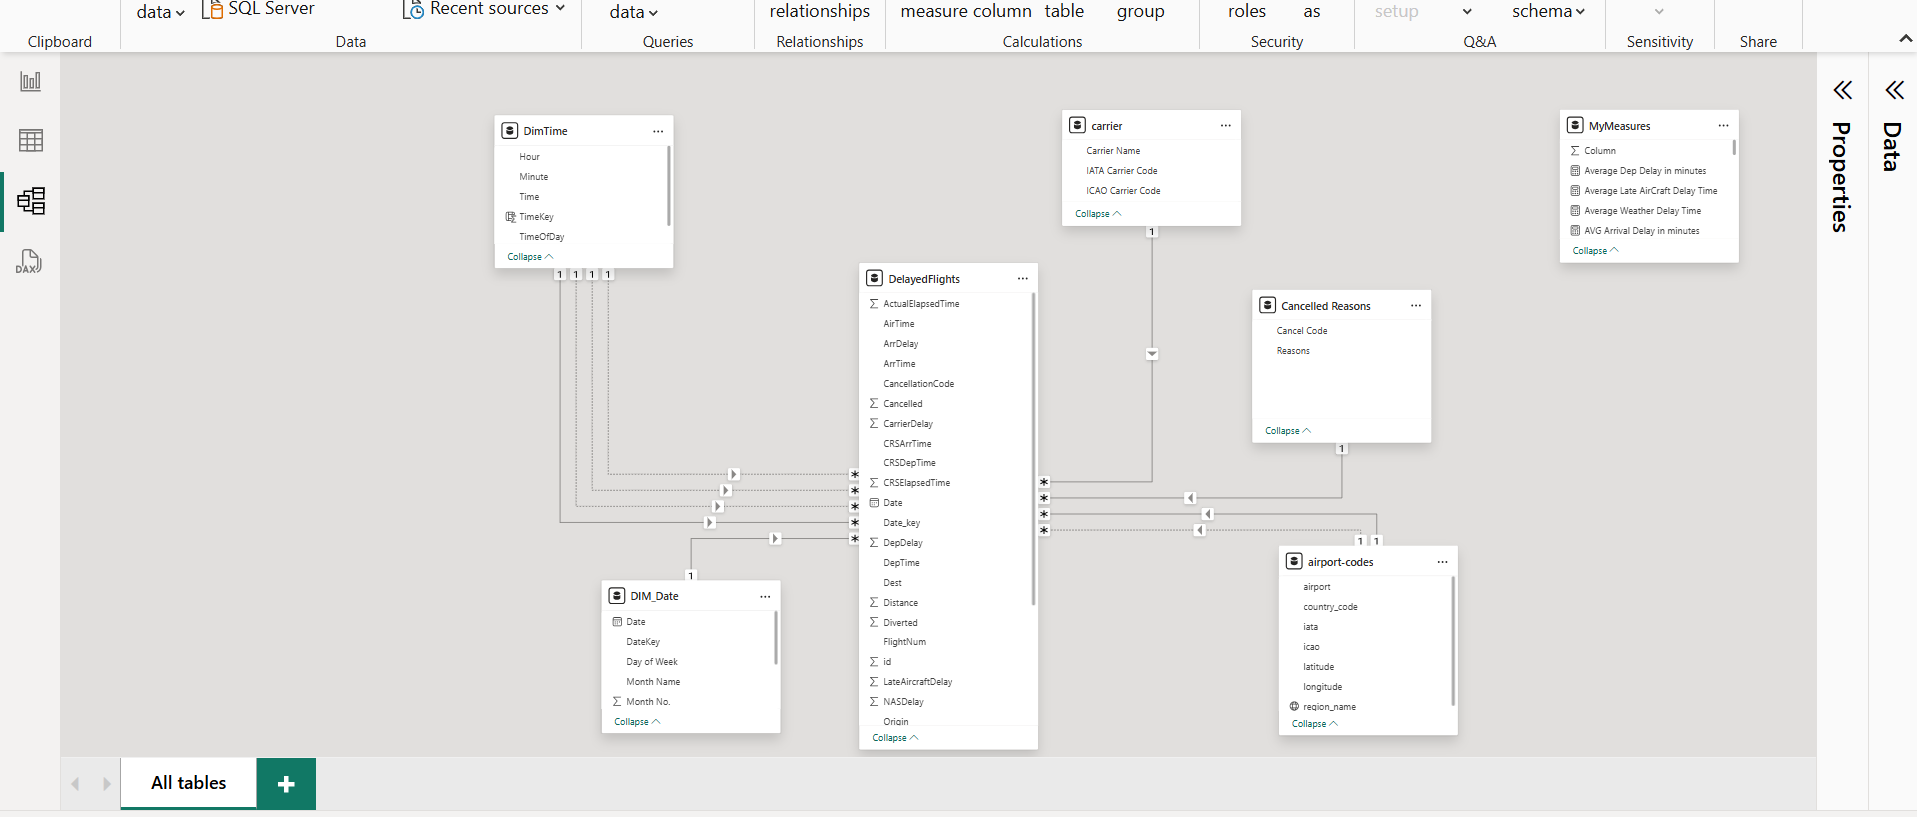 data
SQL Server
Recent sources
data
relationships
measure column table group
roles as
setup
schema
Clipboard
Data
Queries
Relationships
Calculations
Security
Q&A
Sensitivity
Share
DAX
DimTime
Hour
Minute
Time
TimeKey
TimeOfDay
Collapse
1 1 1 1
carrier
Carrier Name
IATA Carrier Code
ICAO Carrier Code
Collapse
1
MyMeasures
Column
Average Dep Delay in minutes
Average Late AirCraft Delay Time
Average Weather Delay Time
AVG Arrival Delay in minutes
Collapse
DelayedFlights
ActualElapsedTime
AirTime
ArrDelay
ArrTime
CancellationCode
Cancelled
CarrierDelay
CRSArrTime
CRSDepTime
CRSElapsedTime
Date
Date_key
DepDelay
DepTime
Dest
Distance
Diverted
FlightNum
id
LateAircraftDelay
NASDelay
Origin
Collapse
* * * * *
* * * *
Cancelled Reasons
Cancel Code
Reasons
Collapse
1
1
DIM_Date
Date
DateKey
Day of Week
Month Name
Month No.
Collapse
1 1
airport-codes
airport
country_code
iata
icao
latitude
longitude
region_name
Collapse
Properties
Data
All tables
+